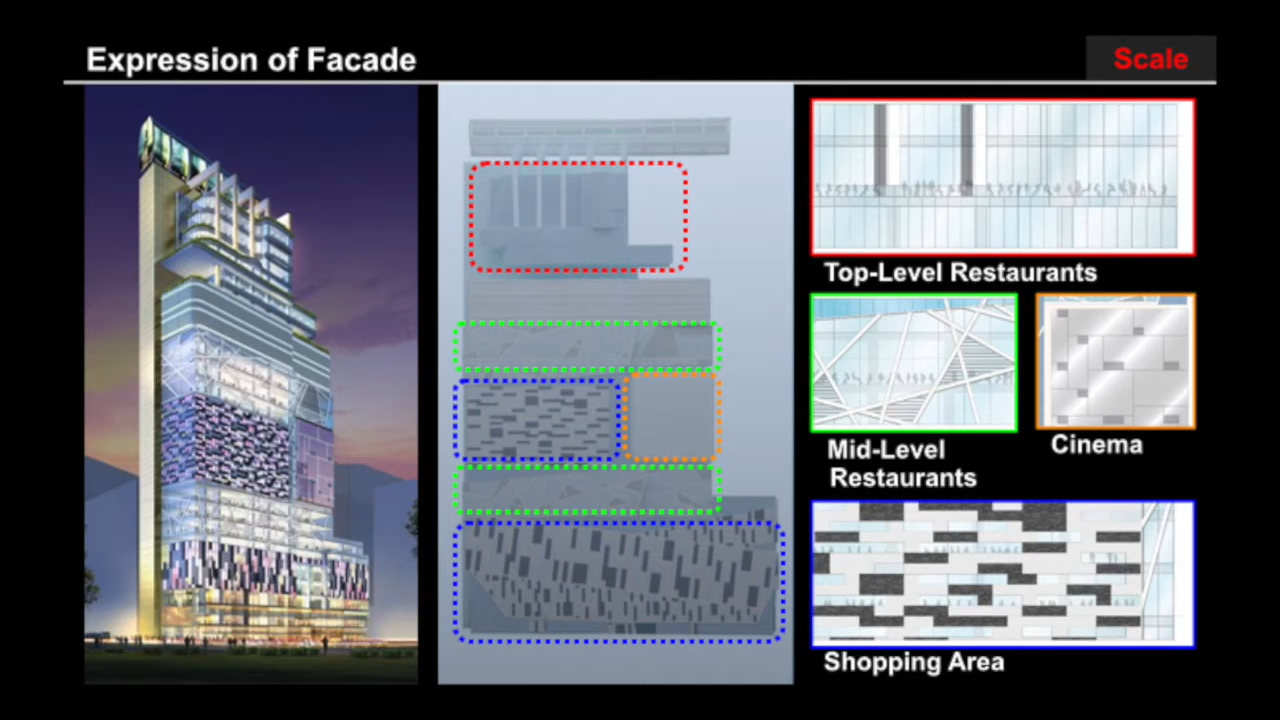 Expression of Facade
Scale
Top-Level Restaurants
Mid-Level
Restaurants
Cinema
Shopping Area